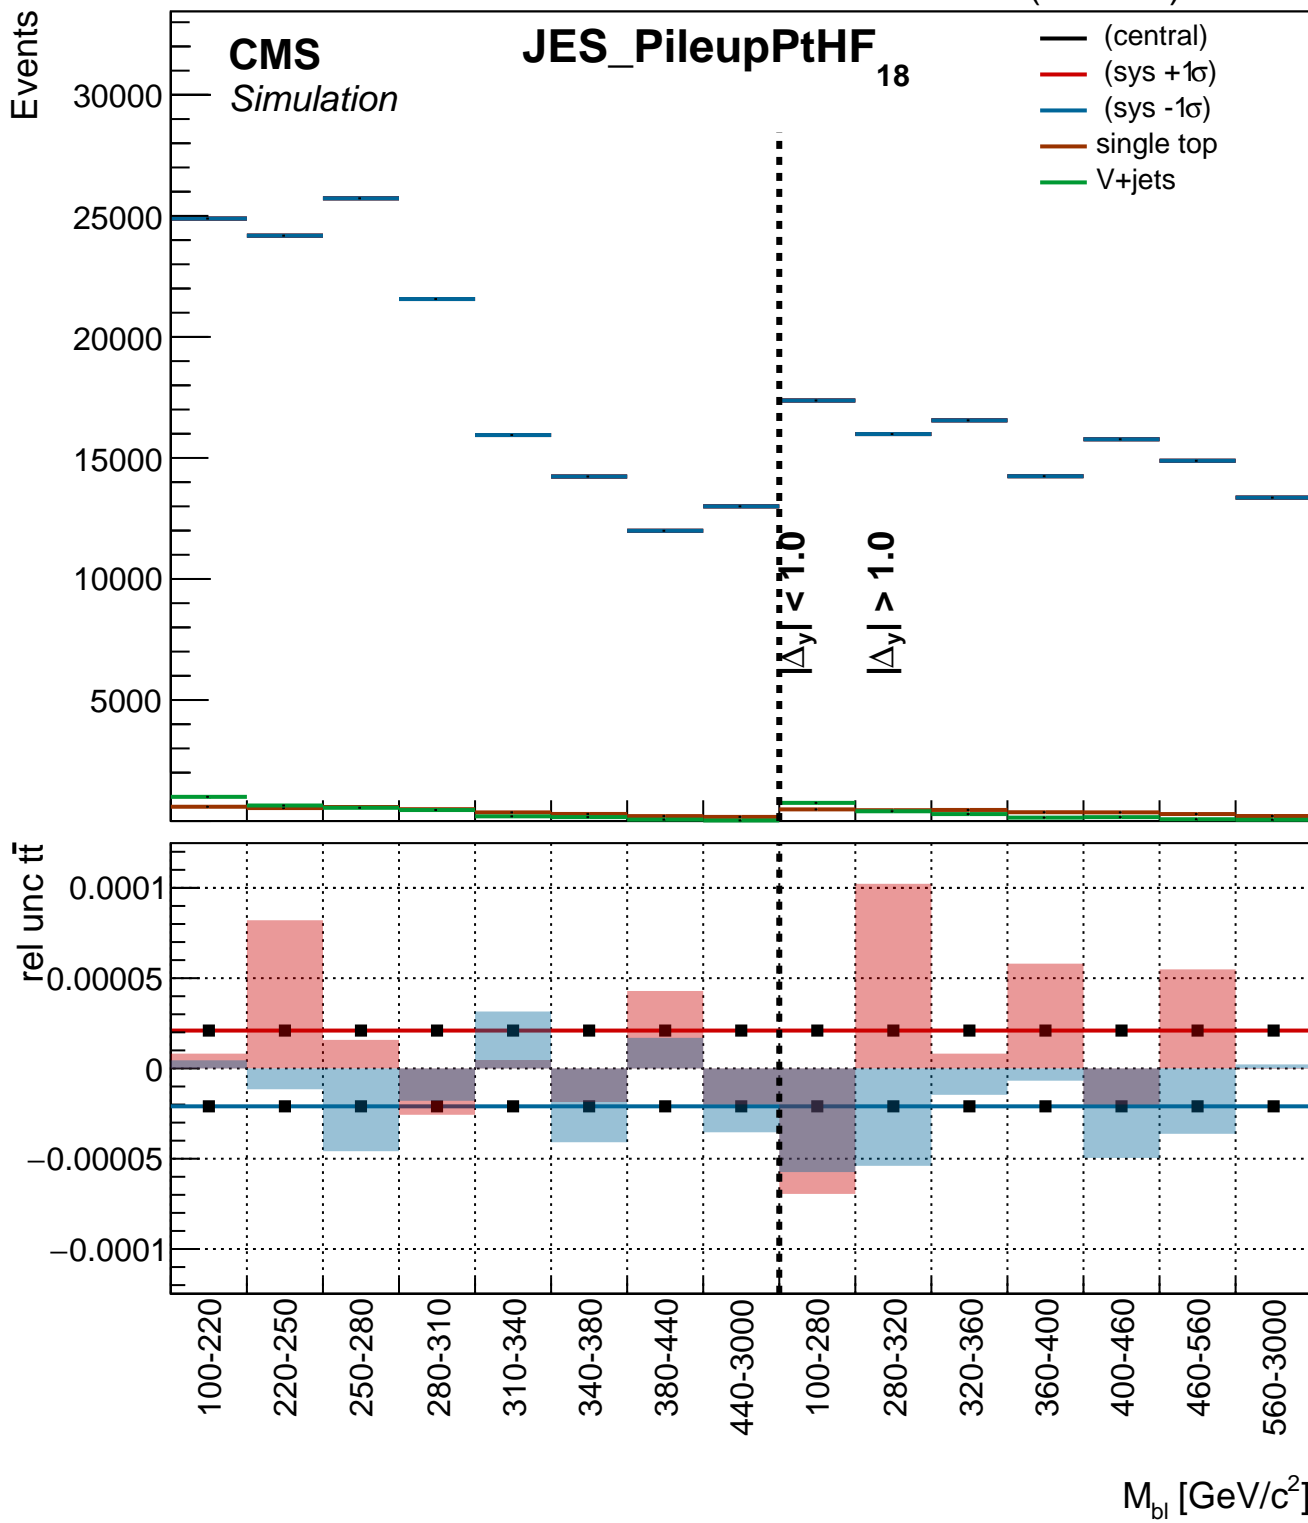 Events
CMS
Simulation
JES_PileupPtHF18
(central)
(sys +1σ)
(sys -1σ)
single top
V+jets
30000
25000
20000
15000
10000
5000
|Δy| < 1.0
|Δy| > 1.0
rel unc tt̄
0.0001
0.00005
0
−0.00005
−0.0001
100-220
220-250
250-280
280-310
310-340
340-380
380-440
440-3000
100-280
280-320
320-360
360-400
400-460
460-560
560-3000
Mbl [GeV/c²]